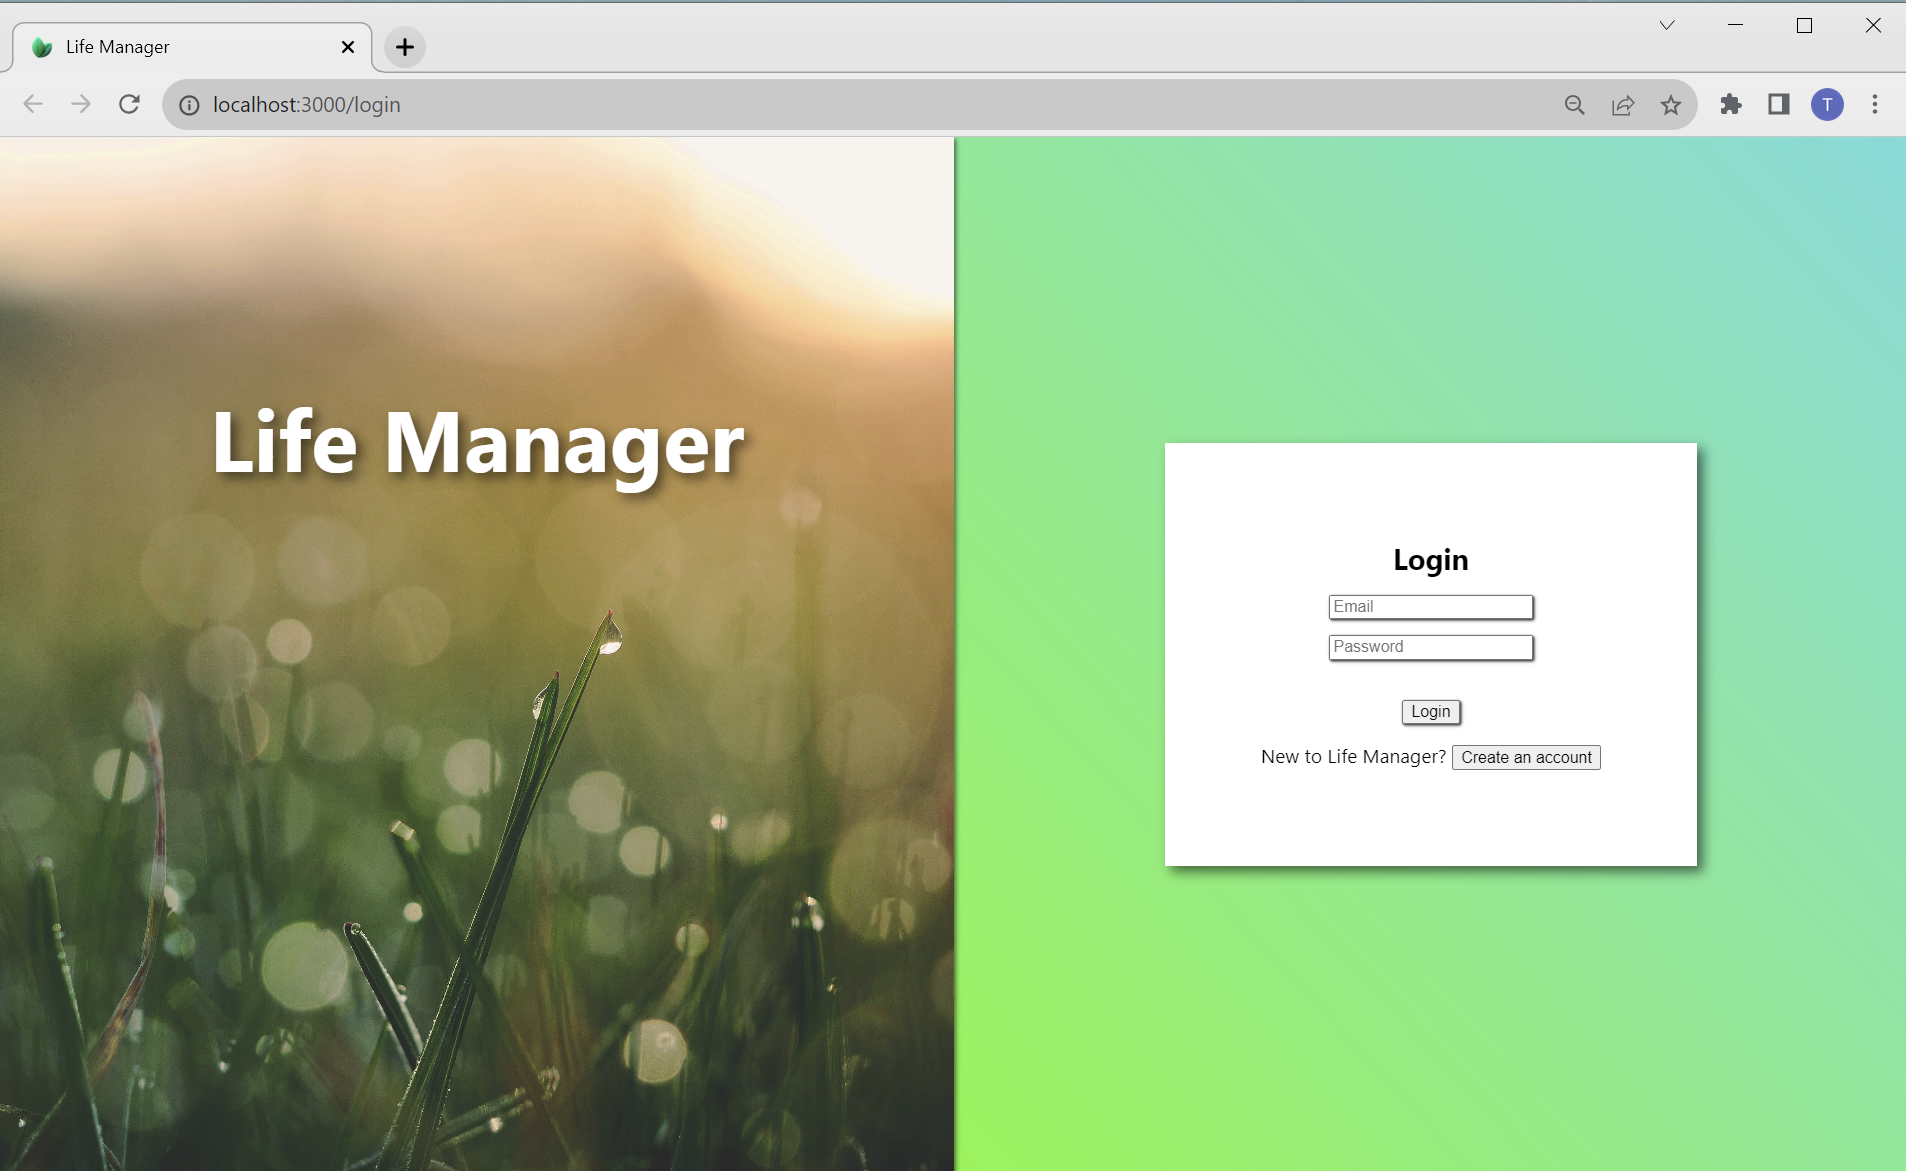 Life Manager
localhost:3000/login
T
Life Manager
Login
Email
Password
Login
New to Life Manager? Create an account